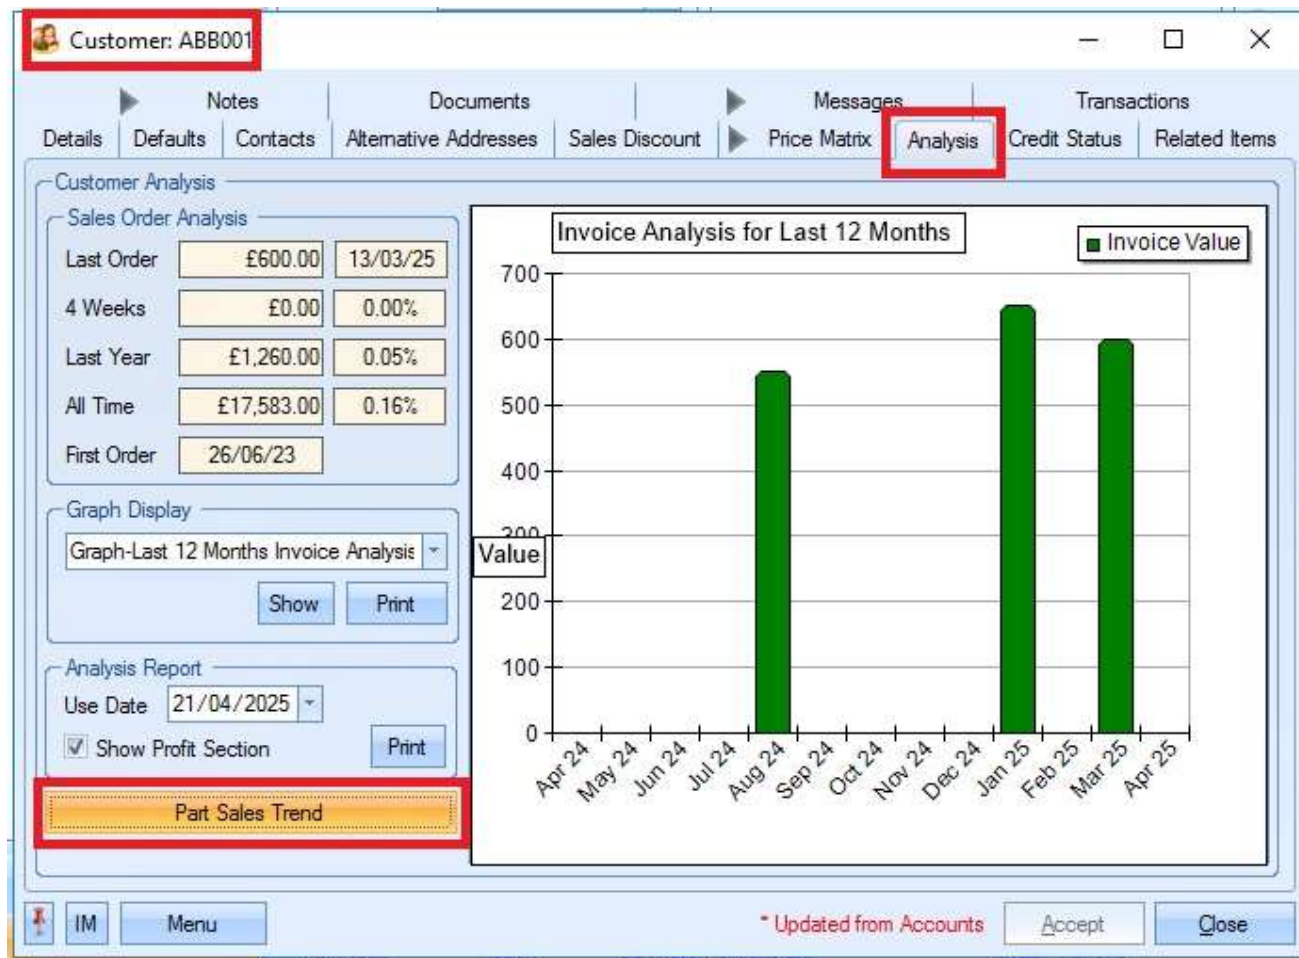 Customer: ABB001
Notes Documents Messages Transactions
Details Defaults Contacts Alternative Addresses Sales Discount Price Matrix Analysis Credit Status Related Items
Customer Analysis
Sales Order Analysis
Last Order £600.00 13/03/25
4 Weeks £0.00 0.00%
Last Year £1,260.00 0.05%
All Time £17,583.00 0.16%
First Order 26/06/23
Graph Display
Graph-Last 12 Months Invoice Analysis
Show Print
Analysis Report
Use Date 21/04/2025
Show Profit Section Print
Part Sales Trend
Invoice Analysis for Last 12 Months
Invoice Value
700
600
500
400
300
Value
200
100
0
Apr 24 May 24 Jun 24 Jul 24 Aug 24 Sep 24 Oct 24 Nov 24 Dec 24 Jan 25 Feb 25 Mar 25 Apr 25
IM Menu * Updated from Accounts Accept Close